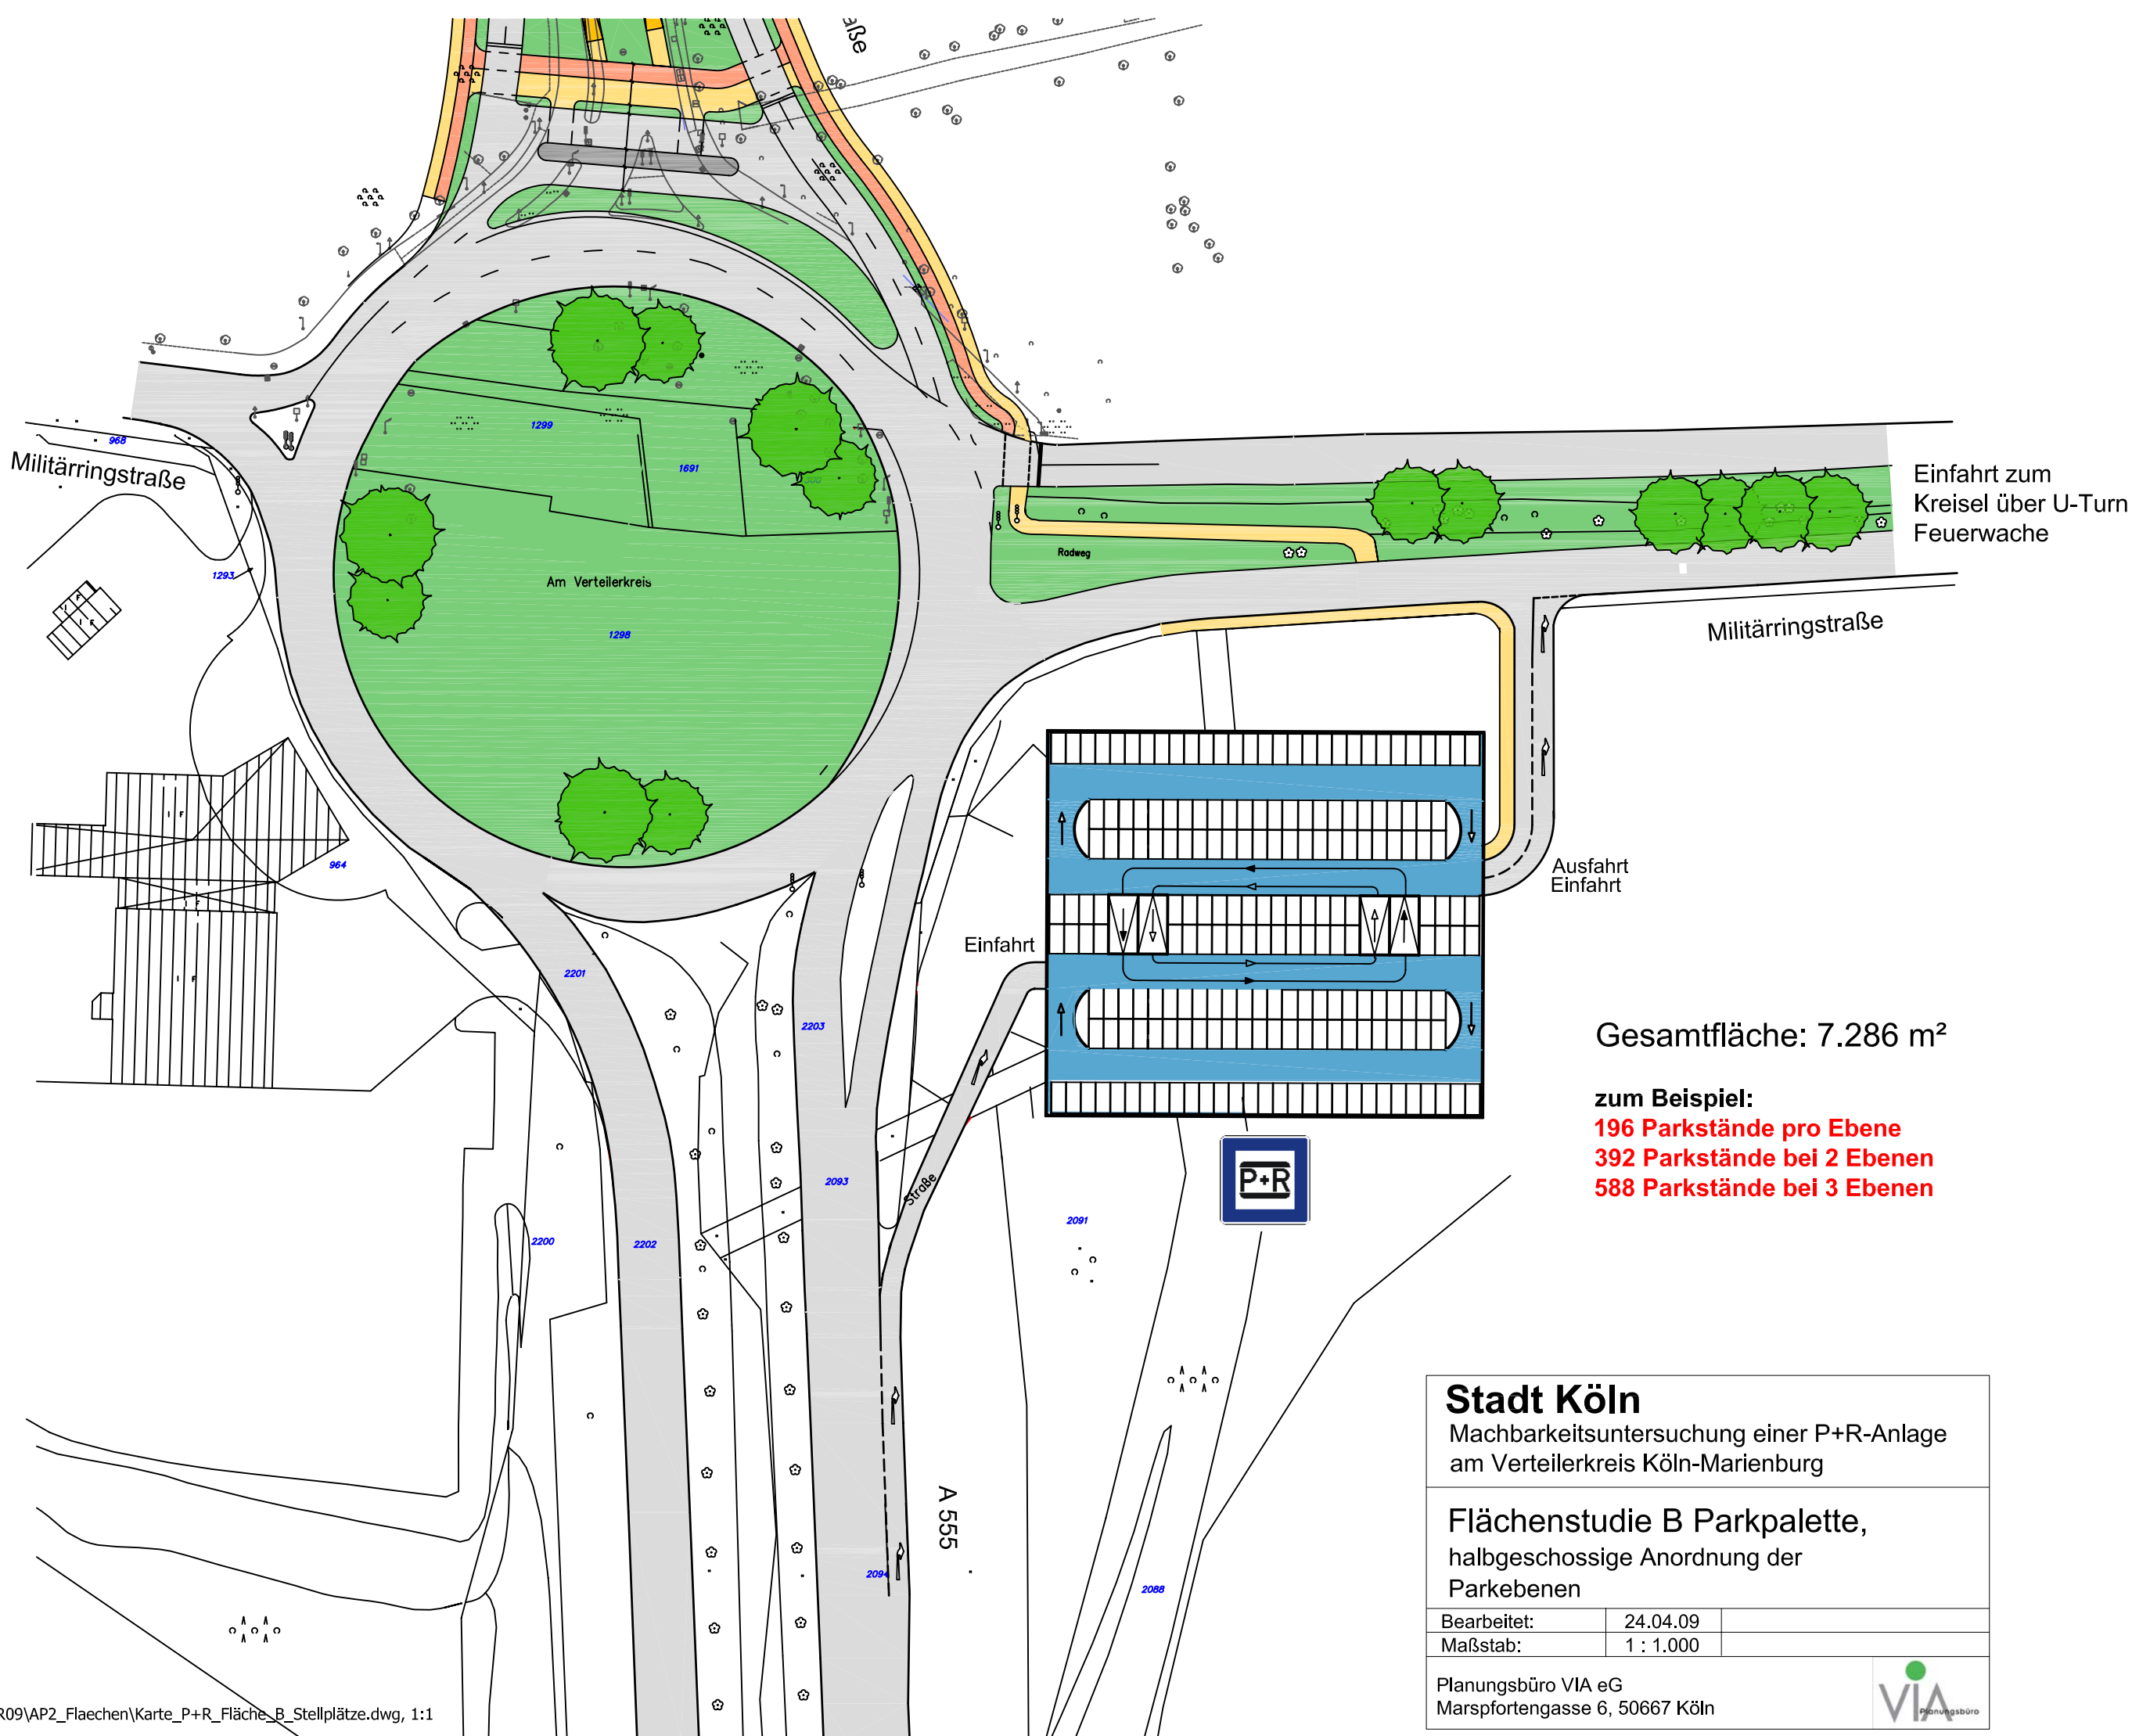 aße
968
Militärringstraße
1299
1691
Einfahrt zum
Kreisel über U-Turn
Feuerwache
Radweg
1293
Am Verteilerkreis
1298
Militärringstraße
I F
I F
I F
964
I F
I F
Ausfahrt
Einfahrt
Einfahrt
2201
2203
Gesamtfläche: 7.286 m²
zum Beispiel:
196 Parkstände pro Ebene
392 Parkstände bei 2 Ebenen
588 Parkstände bei 3 Ebenen
P+R
2093
Straße
2091
2200
2202
A 555
2094
2088
Stadt Köln
Machbarkeitsuntersuchung einer P+R-Anlage
am Verteilerkreis Köln-Marienburg
Flächenstudie B Parkpalette,
halbgeschossige Anordnung der
Parkebenen
Bearbeitet: 24.04.09
Maßstab: 1 : 1.000
Planungsbüro VIA eG
Marspfortengasse 6, 50667 Köln
VIA
Planungsbüro
R09\AP2_Flaechen\Karte_P+R_Fläche_B_Stellplätze.dwg, 1:1